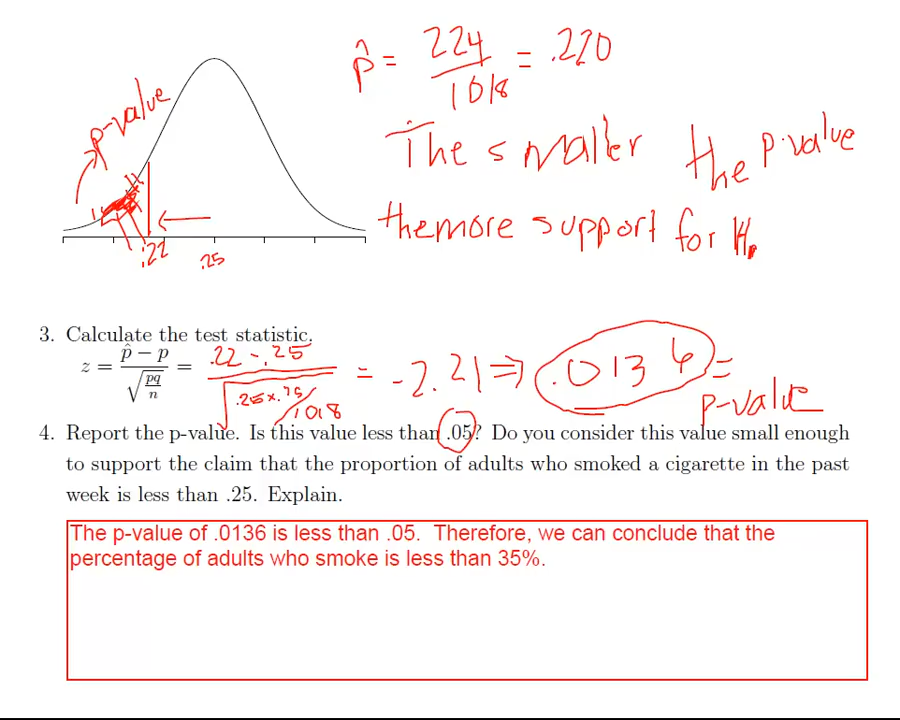 p̂ = 224/1018 = .220
p-value
The smaller the p-value
the more support for H₁
.22
.25
3. Calculate the test statistic.
z = (p̂ − p)/√(pq/n) = (.22 - .25)/√(.25 x .75/1018) = -2.21 ⇒ .0136 = p-value
4. Report the p-value. Is this value less than .05? Do you consider this value small enough
to support the claim that the proportion of adults who smoked a cigarette in the past
week is less than .25. Explain.
The p-value of .0136 is less than .05. Therefore, we can conclude that the
percentage of adults who smoke is less than 35%.